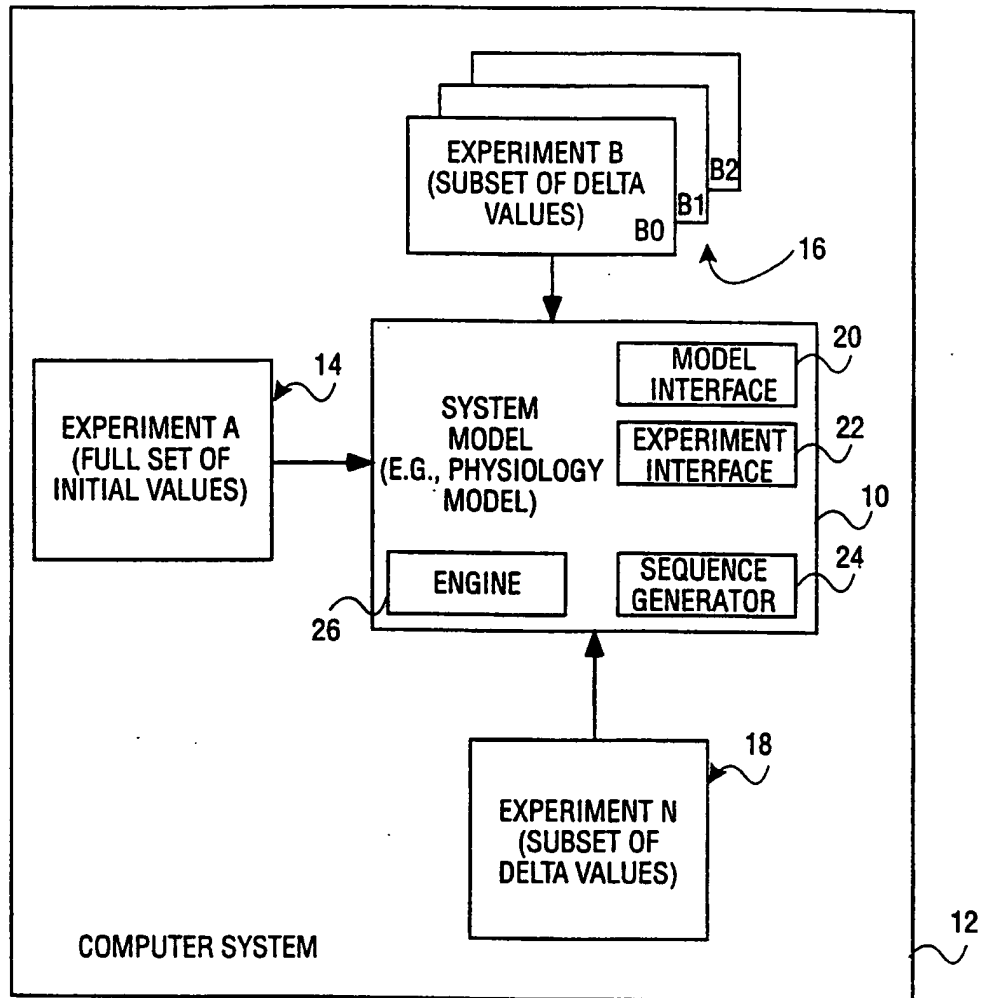 EXPERIMENT B
(SUBSET OF DELTA
VALUES)
B0
B1
B2
16
14
EXPERIMENT A
(FULL SET OF
INITIAL VALUES)
SYSTEM
MODEL
(E.G., PHYSIOLOGY
MODEL)
MODEL
INTERFACE
20
EXPERIMENT
INTERFACE
22
10
ENGINE
26
SEQUENCE
GENERATOR
24
18
EXPERIMENT N
(SUBSET OF
DELTA VALUES)
COMPUTER SYSTEM
12